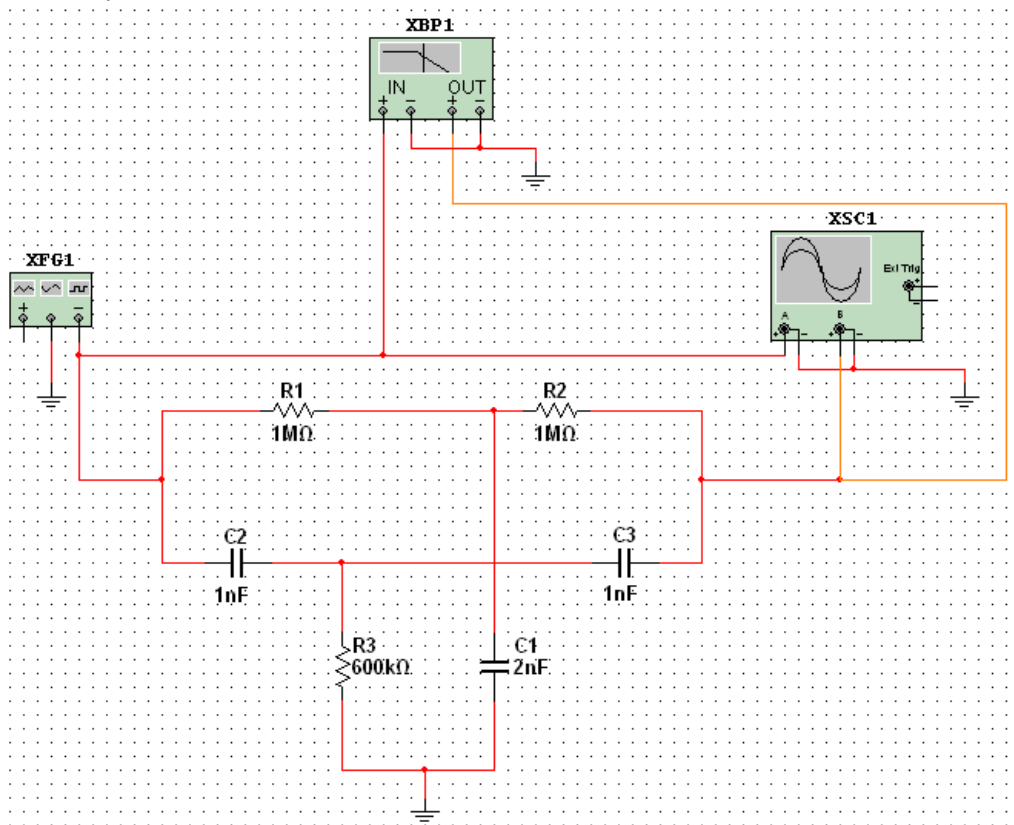 XBP1
IN OUT
+ − + −
XSC1
XFG1
Ext Trig
+
−
A B
+ − + −
+ −
R1 R2
1MΩ 1MΩ
C2 C3
1nF 1nF
R3 C1
600kΩ 2nF